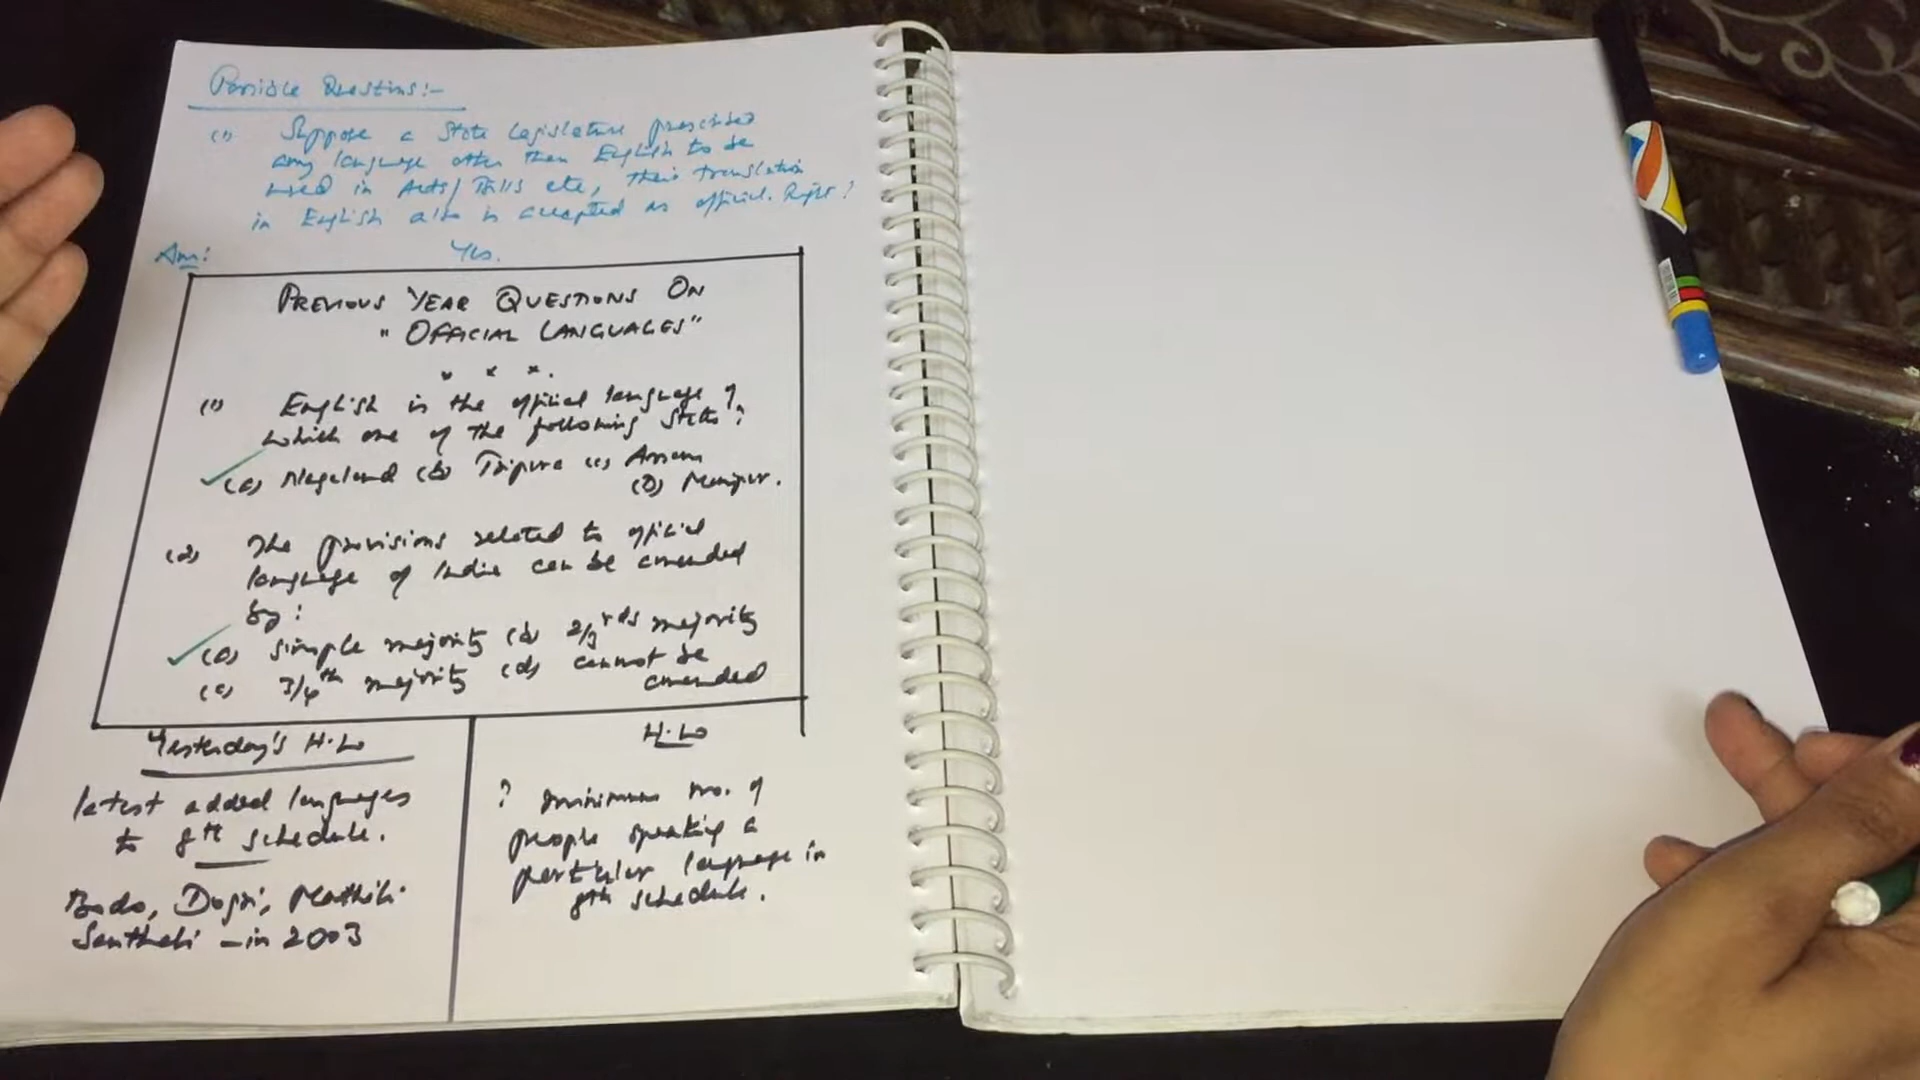 Possible Questions:-
(1) Suppose a State Legislature prescribed
any language other than English to be
used in Acts/Bills etc, their translation
in English also is accepted as official. Right?
Ans: Yes.
PREVIOUS YEAR QUESTIONS ON
"OFFICIAL LANGUAGES"
(1) English is the official language of
which one of the following States?
(a) Nagaland (b) Tripura (c) Assam
(D) Manipur.
(2) The provisions related to official
language of India can be amended
by:
(a) simple majority (b) 2/3rds majority
(c) 3/4th majority (d) cannot be
amended
Yesterday's H.W
latest added languages
to 8th schedule.
Bodo, Dogri, Maithili
Santhali - in 2003
H.W
? minimum no. of
people speaking a
particular language in
8th schedule.